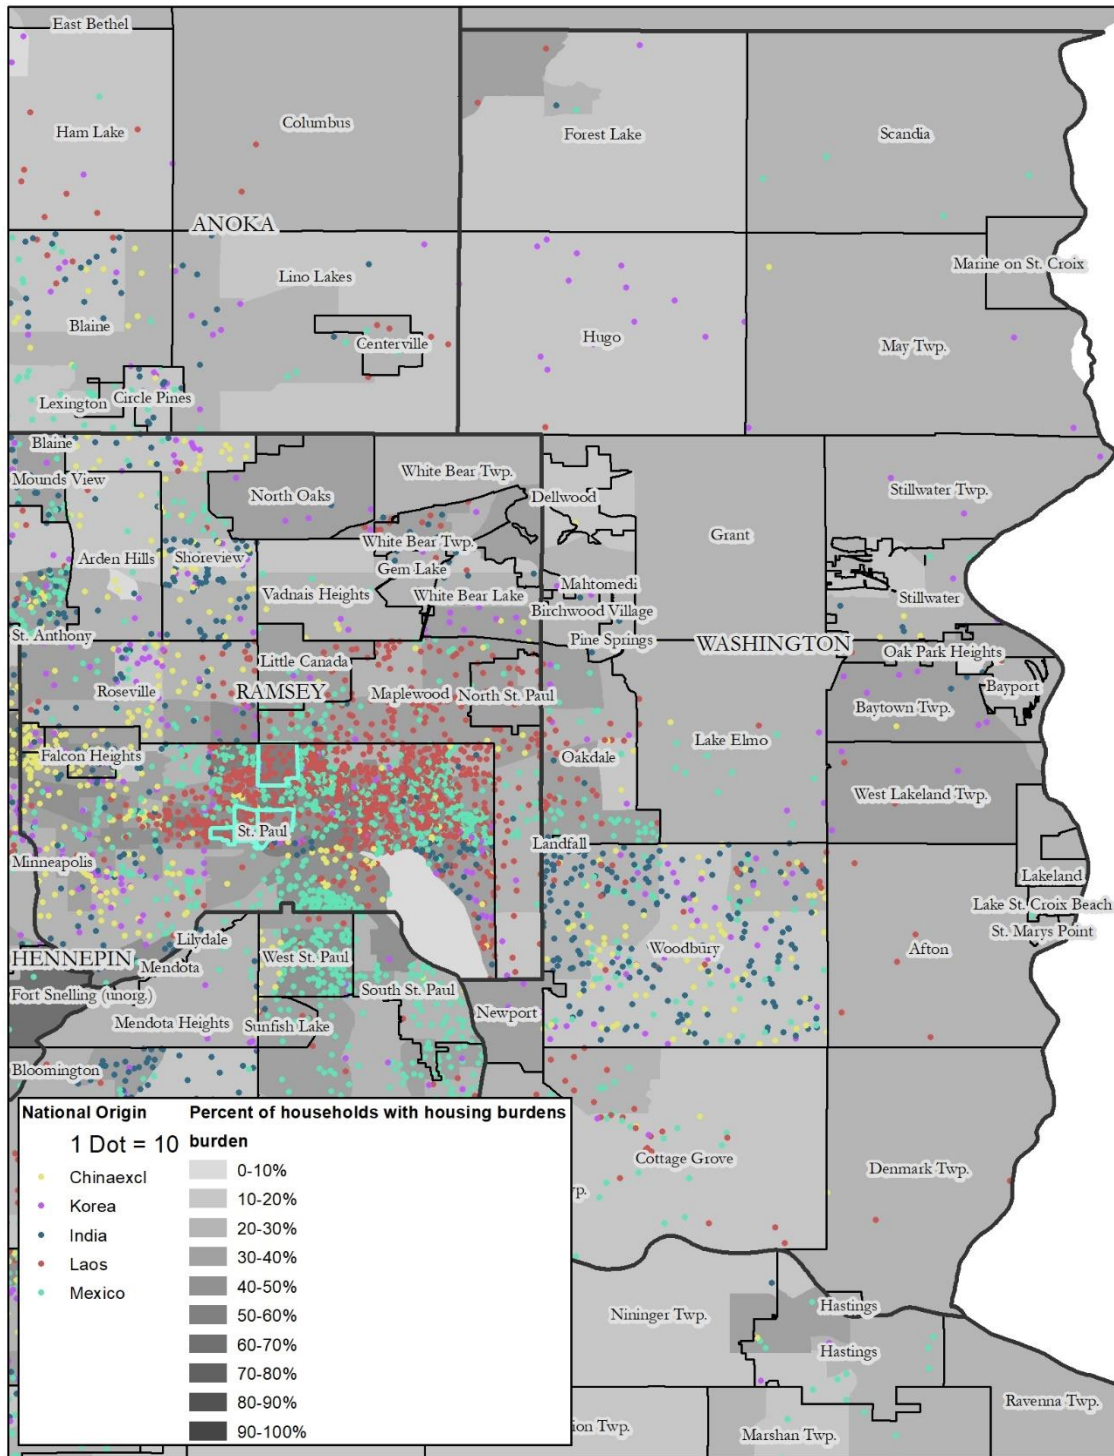 East Bethel
Ham Lake
Columbus
Forest Lake
Scandia
ANOKA
Marine on St. Croix
Lino Lakes
Blaine
Centerville
Hugo
May Twp.
Lexington
Circle Pines
Blaine
White Bear Twp.
Mounds View
North Oaks
Dellwood
Stillwater Twp.
Grant
White Bear Twp.
Arden Hills
Shoreview
Gem Lake
Vadnais Heights
White Bear Lake
Mahtomedi
Stillwater
Birchwood Village
St. Anthony
Pine Springs
WASHINGTON
Oak Park Heights
Little Canada
Roseville
RAMSEY
Maplewood
North St. Paul
Bayport
Baytown Twp.
Falcon Heights
Oakdale
Lake Elmo
West Lakeland Twp.
St. Paul
Landfall
Minneapolis
Lakeland
Lake St. Croix Beach
St. Marys Point
Lilydale
Woodbury
Afton
HENNEPIN
Mendota
West St. Paul
Fort Snelling (unorg.)
South St. Paul
Newport
Mendota Heights
Sunfish Lake
Bloomington
National Origin
1 Dot = 10
Chinaexcl
Korea
India
Laos
Mexico
Percent of households with housing burdens
burden
0-10%
10-20%
20-30%
30-40%
40-50%
50-60%
60-70%
70-80%
80-90%
90-100%
Cottage Grove
Denmark Twp.
rp.
Nininger Twp.
Hastings
Hastings
Ravenna Twp.
ion Twp.
Marshan Twp.